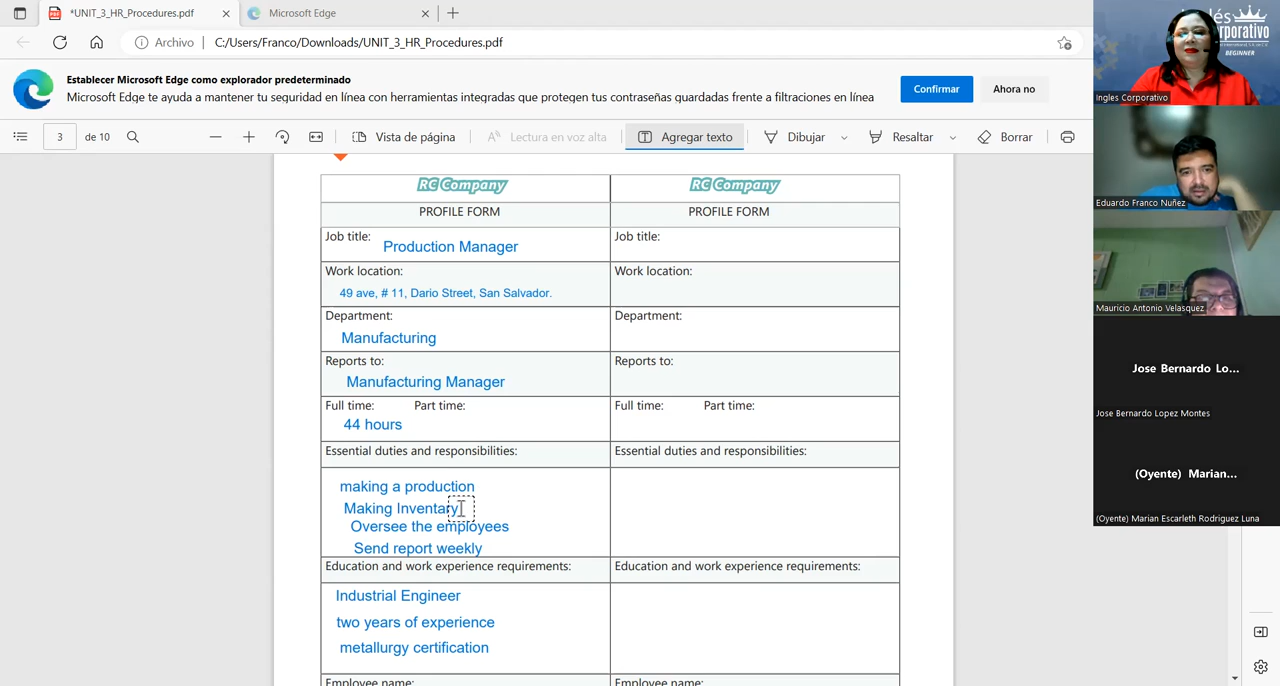 *UNIT_3_HR_Procedures.pdf
Microsoft Edge
Archivo
C:/Users/Franco/Downloads/UNIT_3_HR_Procedures.pdf
Establecer Microsoft Edge como explorador predeterminado
Microsoft Edge te ayuda a mantener tu seguridad en línea con herramientas integradas que protegen tus contraseñas guardadas frente a filtraciones en línea
Confirmar
Ahora no
3 de 10
Vista de página
Lectura en voz alta
Agregar texto
Dibujar
Resaltar
Borrar
RC Company RC Company
PROFILE FORM PROFILE FORM
Job title: Production Manager Job title:
Work location: Work location:
49 ave, # 11, Dario Street, San Salvador.
Department: Department:
Manufacturing
Reports to: Reports to:
Manufacturing Manager
Full time: Part time: Full time: Part time:
44 hours
Essential duties and responsibilities: Essential duties and responsibilities:
making a production
Making Inventary
Oversee the employees
Send report weekly
Education and work experience requirements: Education and work experience requirements:
Industrial Engineer
two years of experience
metallurgy certification
Employee name: Employee name:
BEGINNER
Ingles Corporativo
Eduardo Franco Nuñez
Mauricio Antonio Velasquez
Jose Bernardo Lo...
Jose Bernardo Lopez Montes
(Oyente) Marian...
(Oyente) Marian Escarleth Rodriguez Luna